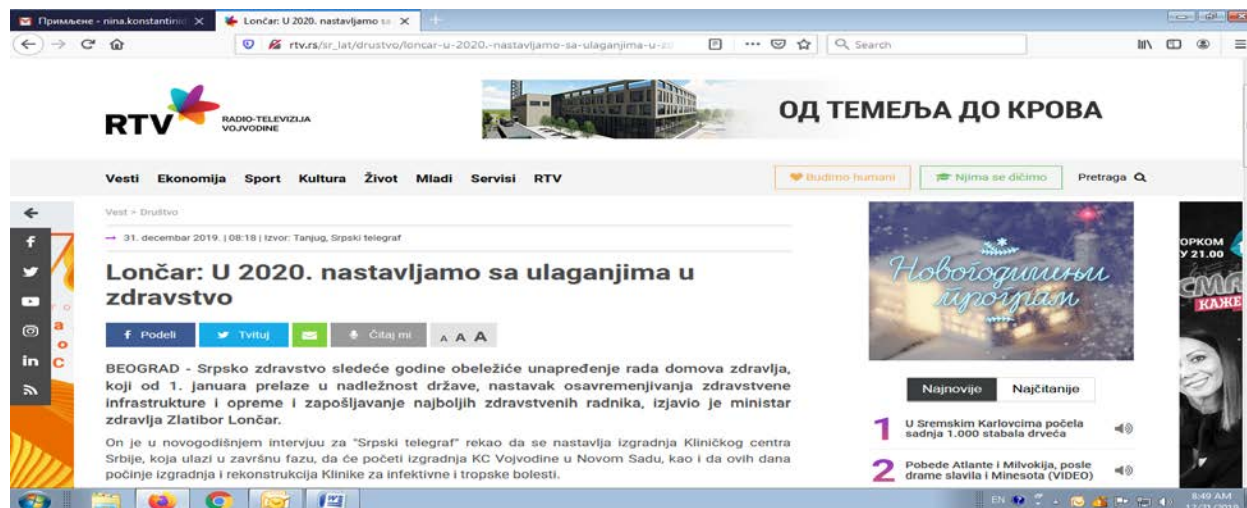 Примљене - nina.konstantini
Lončar: U 2020. nastavljamo sa
rtv.rs/sr_lat/drustvo/loncar-u-2020.-nastavljamo-sa-ulaganjima-u-z
Search
RTV
RADIO-TELEVIZIJA
VOJVODINE
ОД ТЕМЕЉА ДО КРОВА
Vesti Ekonomija Sport Kultura Život Mladi Servisi RTV
Budimo humani
Njima se dičimo
Pretraga
Vest > Društvo
31. decembar 2019. | 08:18 | Izvor: Tanjug, Srpski telegraf
Lončar: U 2020. nastavljamo sa ulaganjima u
zdravstvo
Podeli
Tvituj
Čitaj mi
A A A
BEOGRAD - Srpsko zdravstvo sledeće godine obeležiće unapređenje rada domova zdravlja,
koji od 1. januara prelaze u nadležnost države, nastavak osavremenjivanja zdravstvene
infrastrukture i opreme i zapošljavanje najboljih zdravstvenih radnika, izjavio je ministar
zdravlja Zlatibor Lončar.
On je u novogodišnjem intervjuu za "Srpski telegraf" rekao da se nastavlja izgradnja Kliničkog centra
Srbije, koja ulazi u završnu fazu, da će početi izgradnja KC Vojvodine u Novom Sadu, kao i da ovih dana
počinje izgradnja i rekonstrukcija Klinike za infektivne i tropske bolesti.
Новогодишњи
програм
Najnovije
Najčitanije
1
U Sremskim Karlovcima počela
sadnja 1.000 stabala drveća
2
Pobede Atlante i Milvokija, posle
drame slavila i Minesota (VIDEO)
ОРКОМ
У 21.00
СМА
КАЖЕ
EN
8:49 AM
12/31/2019